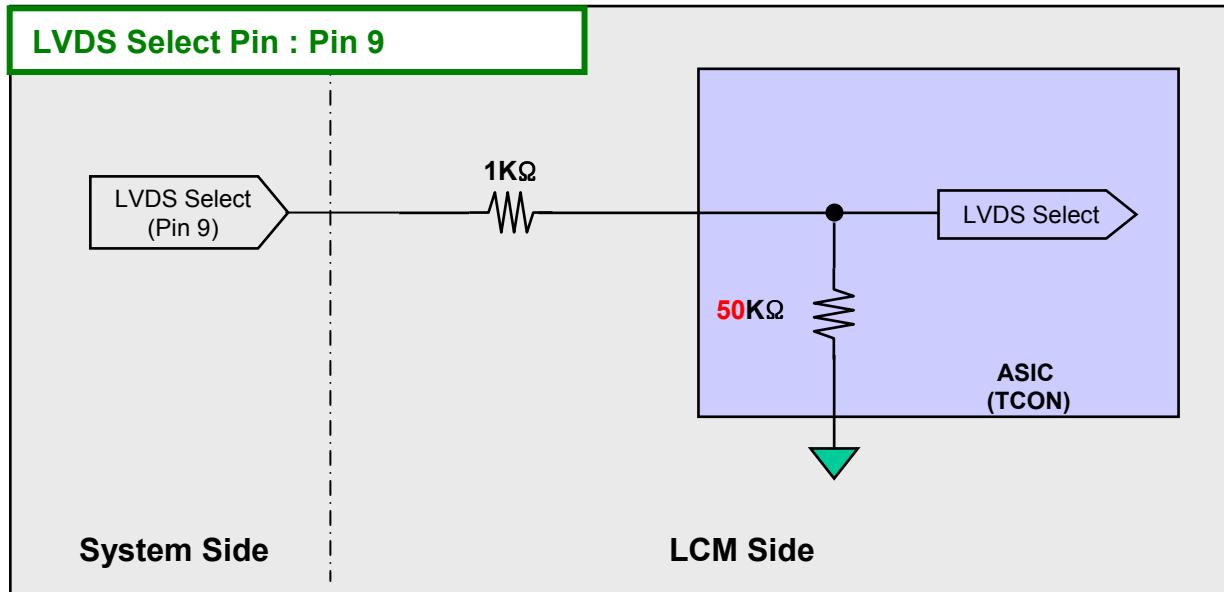 LVDS Select Pin : Pin 9
1KΩ
LVDS Select
(Pin 9)
LVDS Select
50KΩ
ASIC
(TCON)
System Side
LCM Side